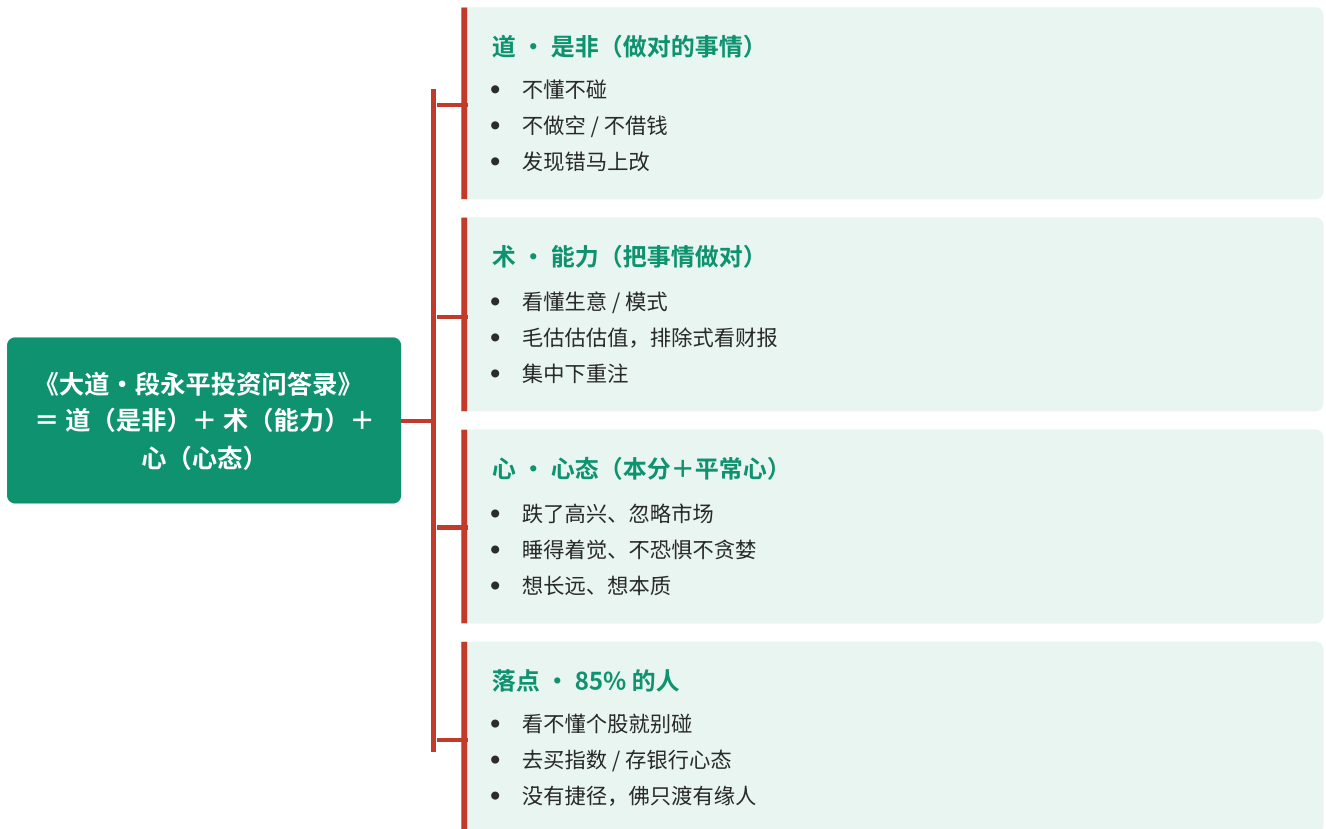 《大道·段永平投资问答录》
＝ 道（是非）＋ 术（能力）＋
心（心态）
道 · 是非（做对的事情）
• 不懂不碰
• 不做空 / 不借钱
• 发现错马上改
术 · 能力（把事情做对）
• 看懂生意 / 模式
• 毛估估估值，排除式看财报
• 集中下重注
心 · 心态（本分＋平常心）
• 跌了高兴、忽略市场
• 睡得着觉、不恐惧不贪婪
• 想长远、想本质
落点 · 85% 的人
• 看不懂个股就别碰
• 去买指数 / 存银行心态
• 没有捷径，佛只渡有缘人